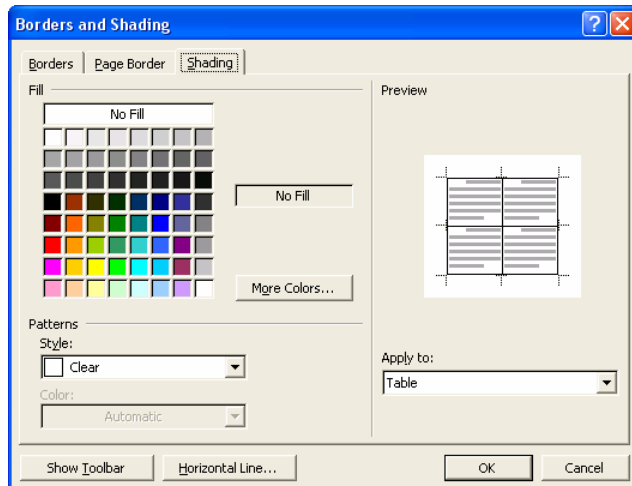 Borders and Shading
Borders
Page Border
Shading
Fill
No Fill
No Fill
More Colors...
Patterns
Style:
Clear
Color:
Automatic
Preview
Apply to:
Table
Show Toolbar
Horizontal Line...
OK
Cancel